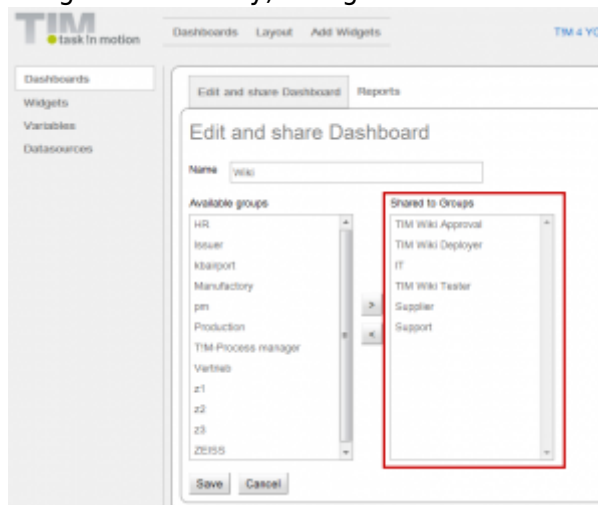 TIM
task!n motion
Dashboards Layout Add Widgets
TIM 4
Dashboards
Widgets
Variables
Datasources
Edit and share Dashboard Reports
Edit and share Dashboard
Name Wiki
Available groups
HR
Issuer
kbairport
Manufactory
pm
Production
T!M-Process manager
Vertrieb
z1
z2
z3
ZEISS
>
<
Shared to Groups
TIM Wiki Approval
TIM Wiki Deployer
IT
TIM Wiki Tester
Supplier
Support
Save Cancel